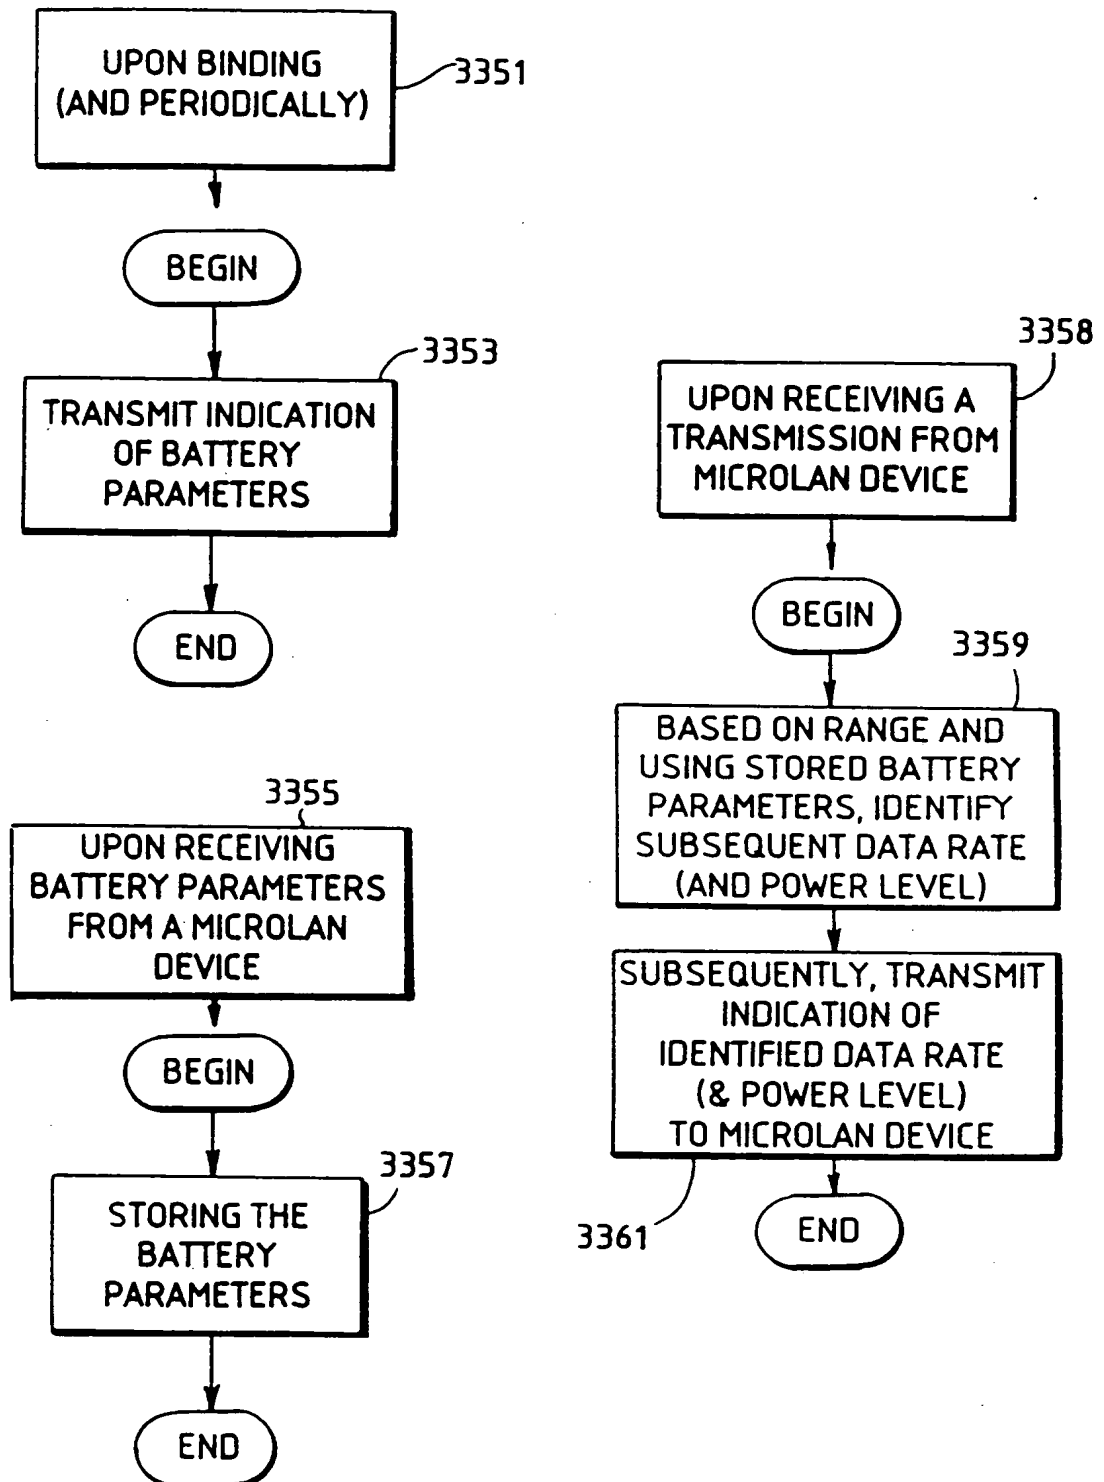 UPON BINDING
(AND PERIODICALLY)
3351
BEGIN
3353
TRANSMIT INDICATION
OF BATTERY
PARAMETERS
END
3355
UPON RECEIVING
BATTERY PARAMETERS
FROM A MICROLAN
DEVICE
BEGIN
3357
STORING THE
BATTERY
PARAMETERS
END
3358
UPON RECEIVING A
TRANSMISSION FROM
MICROLAN DEVICE
BEGIN
3359
BASED ON RANGE AND
USING STORED BATTERY
PARAMETERS, IDENTIFY
SUBSEQUENT DATA RATE
(AND POWER LEVEL)
SUBSEQUENTLY, TRANSMIT
INDICATION OF
IDENTIFIED DATA RATE
(& POWER LEVEL)
TO MICROLAN DEVICE
3361
END